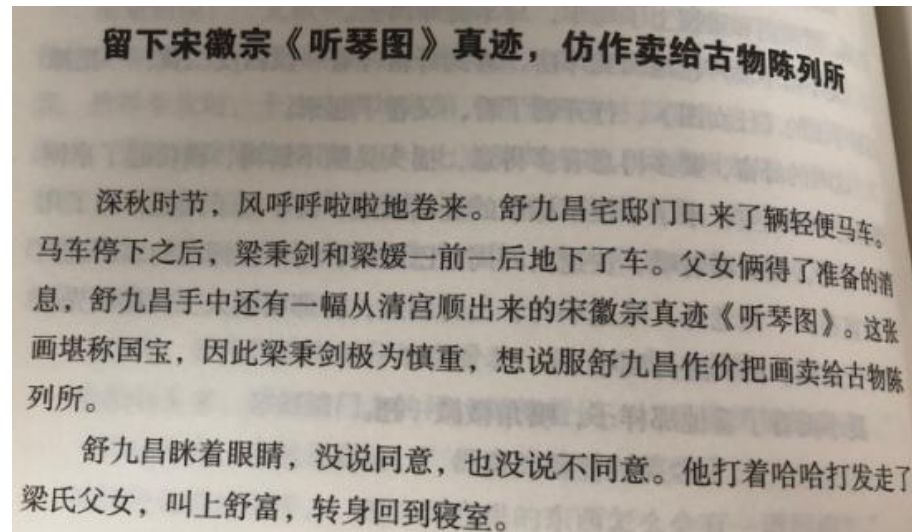 留下宋徽宗《听琴图》真迹，仿作卖给古物陈列所
深秋时节，风呼呼啦啦地卷来。舒九昌宅邸门口来了辆轻便马车。
马车停下之后，梁秉剑和梁媛一前一后地下了车。父女俩得了准备的消
息，舒九昌手中还有一幅从清宫顺出来的宋徽宗真迹《听琴图》。这张
画堪称国宝，因此梁秉剑极为慎重，想说服舒九昌作价把画卖给古物陈
列所。
舒九昌眯着眼睛，没说同意，也没说不同意。他打着哈哈打发走了
梁氏父女，叫上舒富，转身回到寝室。